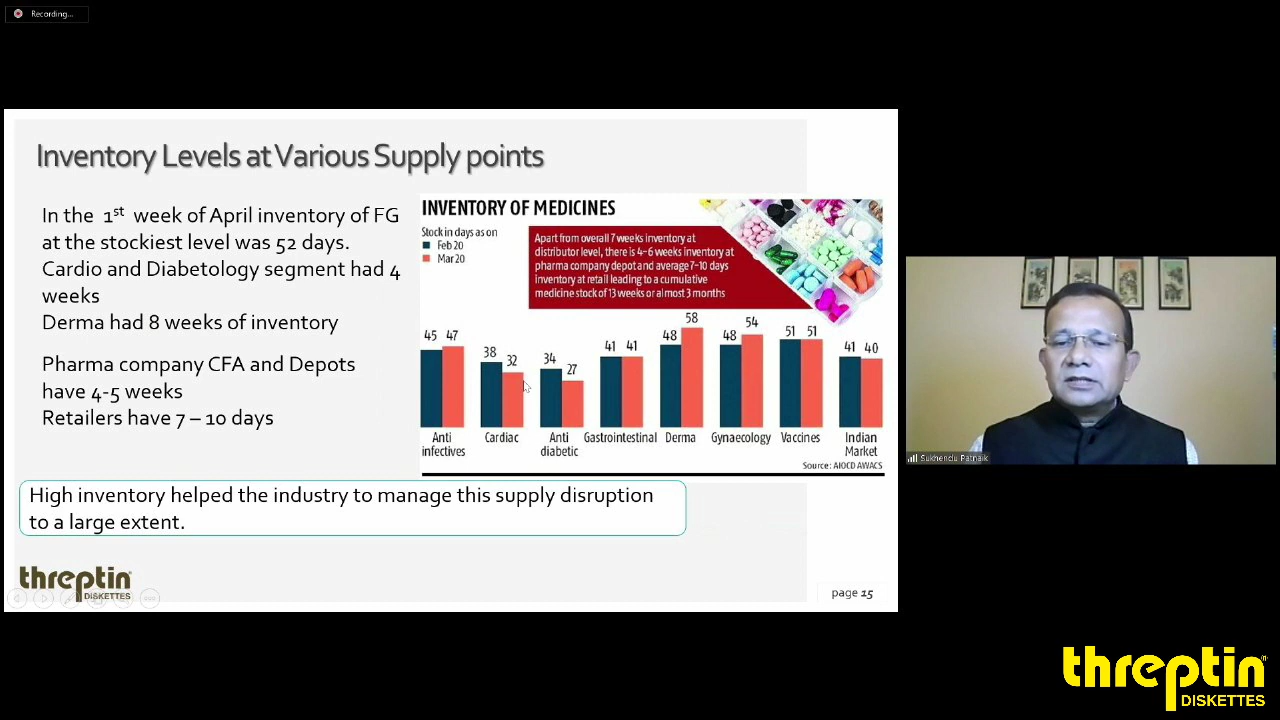 Recording...
Inventory Levels at Various Supply points
In the 1st week of April inventory of FG
at the stockiest level was 52 days.
Cardio and Diabetology segment had 4
weeks
Derma had 8 weeks of inventory
Pharma company CFA and Depots
have 4-5 weeks
Retailers have 7 – 10 days
INVENTORY OF MEDICINES
Stock in days as on
Feb 20
Mar 20
Apart from overall 7 weeks inventory at
distributor level, there is 4-6 weeks inventory at
pharma company depot and average 7-10 days
inventory at retail leading to a cumulative
medicine stock of 13 weeks or almost 3 months
45 47 38 32 34 27 41 41 48 58 48 54 51 51 41 40
Anti Cardiac Anti Gastrointestinal Derma Gynaecology Vaccines Indian
infectives diabetic Market
Source: AIOCD AWACS
High inventory helped the industry to manage this supply disruption
to a large extent.
threptin
DISKETTES
page 15
Sukhendu Patnaik
threptin
DISKETTES